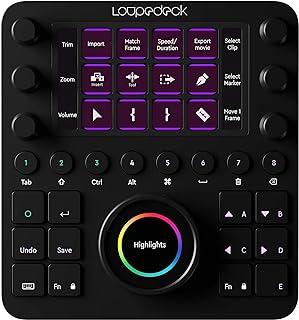 Loupedeck
Trim
Import
Match Frame
Speed/ Duration
Export movie
Select Clip
Zoom
Insert
Tool
Select Marker
Volume
Move 1 Frame
1 2 3 4 5 6 7 8
Tab Ctrl Alt ⌘
A B
Undo Save
Highlights
C D
Fn
Fn E